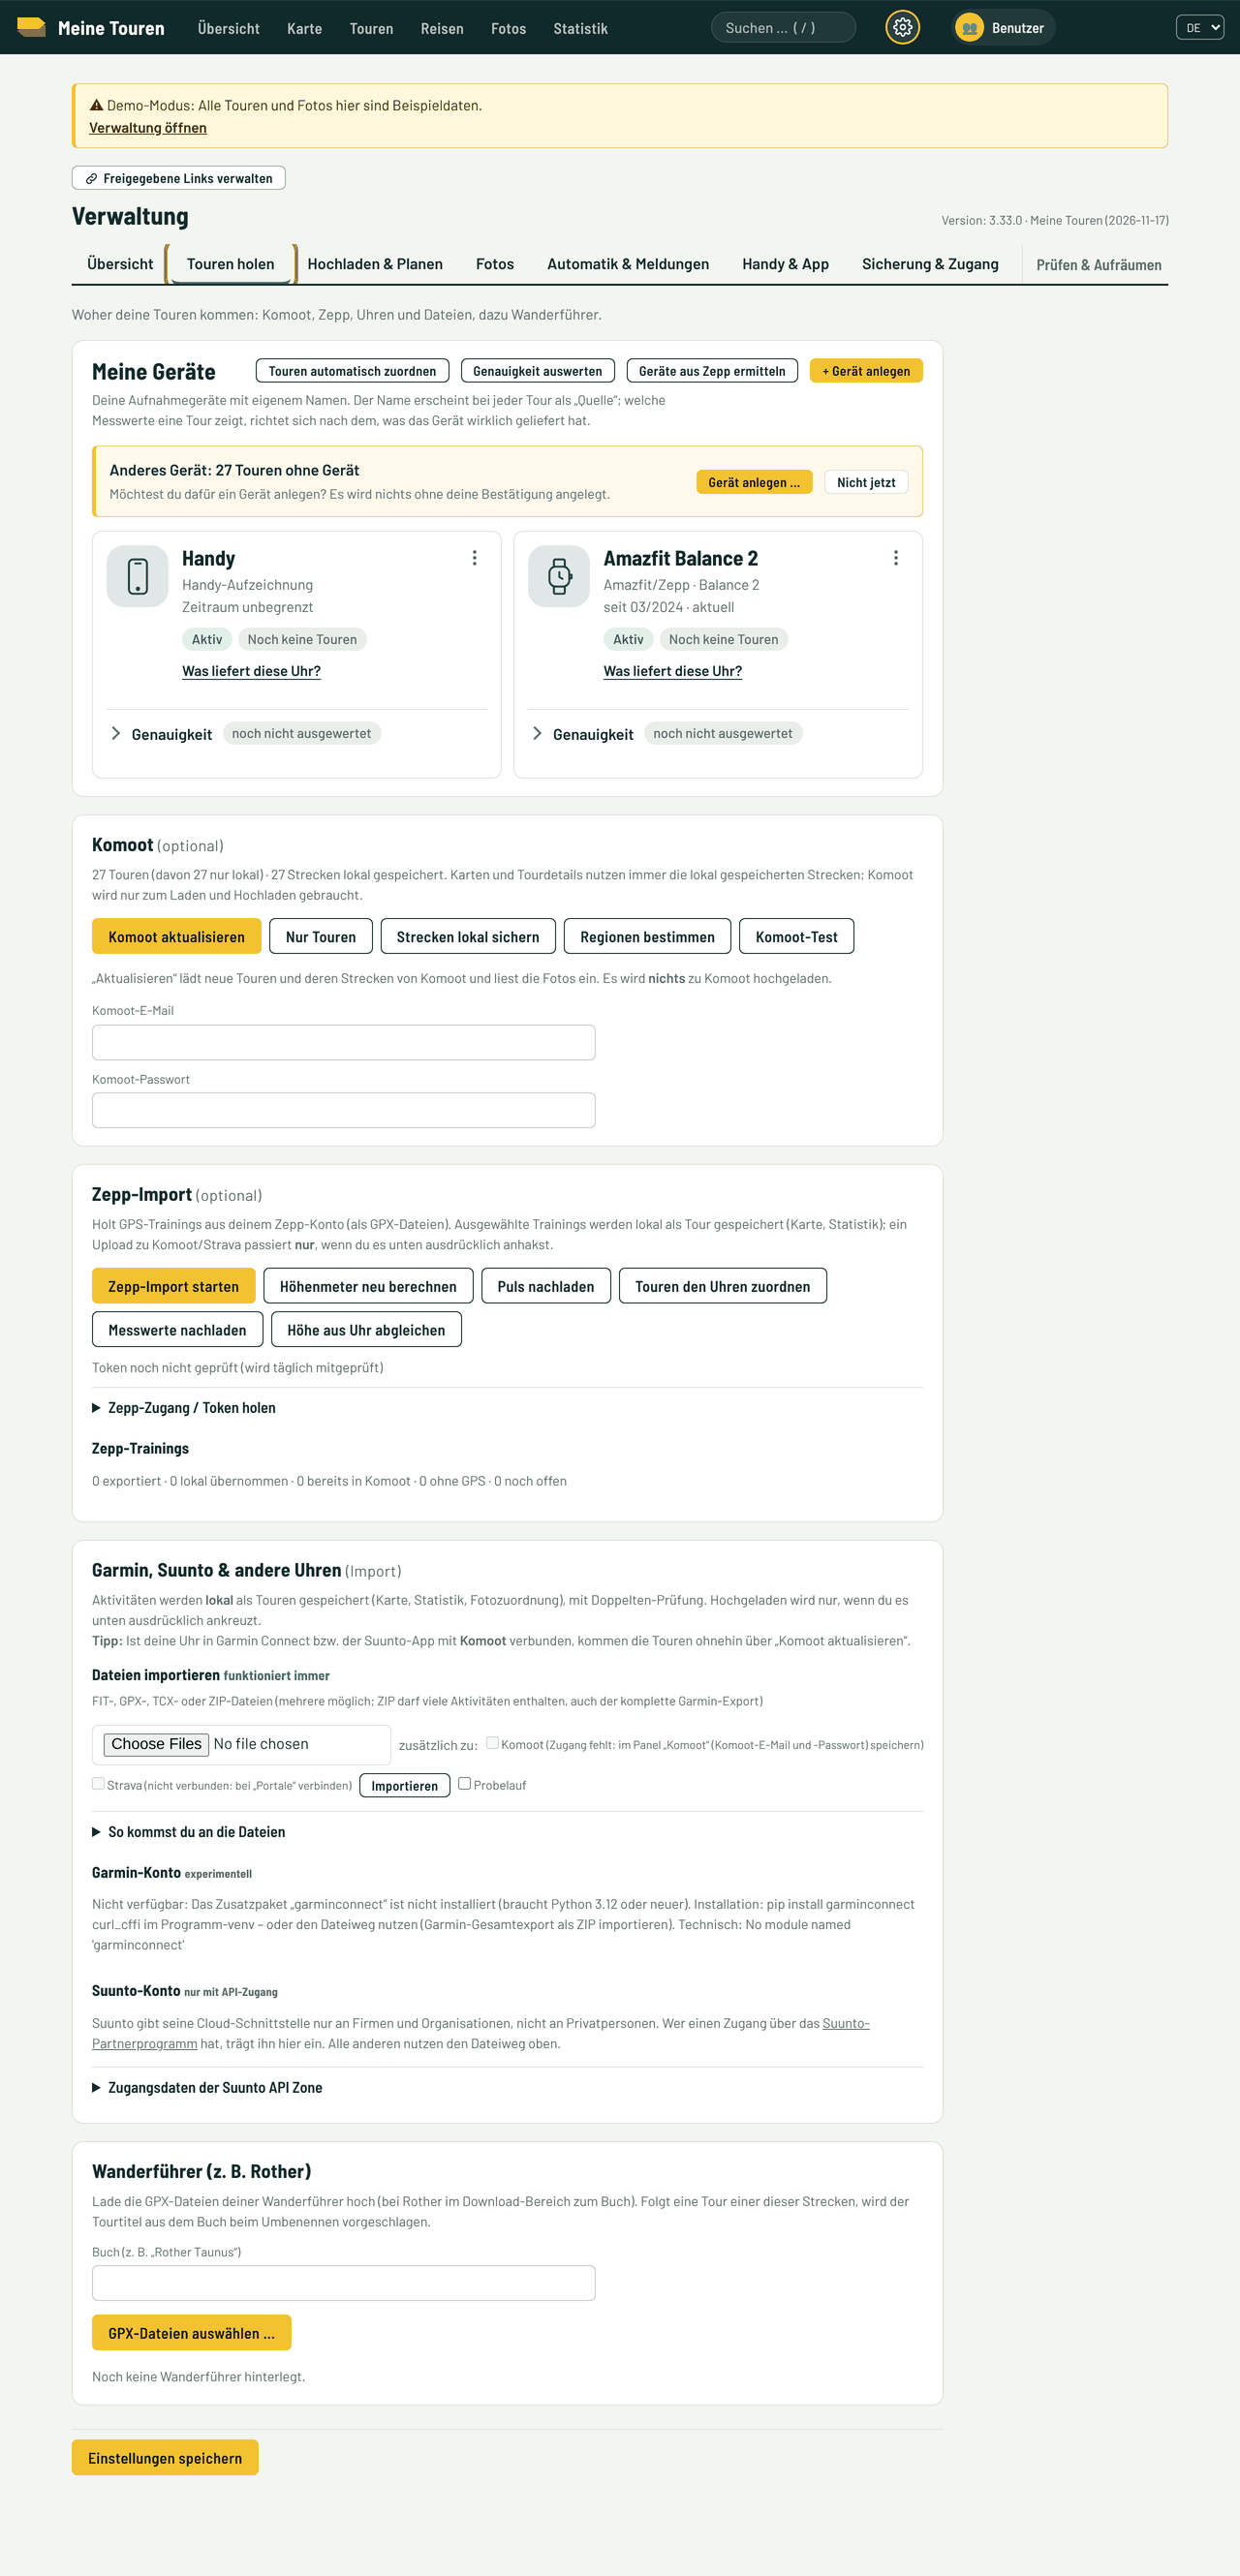 Meine Touren Übersicht Karte Touren Reisen Fotos Statistik Suchen … ( / ) Benutzer DE
⚠ Demo-Modus: Alle Touren und Fotos hier sind Beispieldaten.
Verwaltung öffnen
Freigegebene Links verwalten
Verwaltung
Version: 3.33.0 · Meine Touren (2026-11-17)
Übersicht Touren holen Hochladen & Planen Fotos Automatik & Meldungen Handy & App Sicherung & Zugang Prüfen & Aufräumen
Woher deine Touren kommen: Komoot, Zepp, Uhren und Dateien, dazu Wanderführer.
Meine Geräte Touren automatisch zuordnen Genauigkeit auswerten Geräte aus Zepp ermitteln + Gerät anlegen
Deine Aufnahmegeräte mit eigenem Namen. Der Name erscheint bei jeder Tour als „Quelle“; welche
Messwerte eine Tour zeigt, richtet sich nach dem, was das Gerät wirklich geliefert hat.
Anderes Gerät: 27 Touren ohne Gerät
Möchtest du dafür ein Gerät anlegen? Es wird nichts ohne deine Bestätigung angelegt.
Gerät anlegen … Nicht jetzt
Handy
Handy-Aufzeichnung
Zeitraum unbegrenzt
Aktiv Noch keine Touren
Was liefert diese Uhr?
Genauigkeit noch nicht ausgewertet
Amazfit Balance 2
Amazfit/Zepp · Balance 2
seit 03/2024 · aktuell
Aktiv Noch keine Touren
Was liefert diese Uhr?
Genauigkeit noch nicht ausgewertet
Komoot (optional)
27 Touren (davon 27 nur lokal) · 27 Strecken lokal gespeichert. Karten und Tourdetails nutzen immer die lokal gespeicherten Strecken; Komoot
wird nur zum Laden und Hochladen gebraucht.
Komoot aktualisieren Nur Touren Strecken lokal sichern Regionen bestimmen Komoot-Test
„Aktualisieren“ lädt neue Touren und deren Strecken von Komoot und liest die Fotos ein. Es wird nichts zu Komoot hochgeladen.
Komoot-E-Mail
Komoot-Passwort
Zepp-Import (optional)
Holt GPS-Trainings aus deinem Zepp-Konto (als GPX-Dateien). Ausgewählte Trainings werden lokal als Tour gespeichert (Karte, Statistik); ein
Upload zu Komoot/Strava passiert nur, wenn du es unten ausdrücklich anhakst.
Zepp-Import starten Höhenmeter neu berechnen Puls nachladen Touren den Uhren zuordnen
Messwerte nachladen Höhe aus Uhr abgleichen
Token noch nicht geprüft (wird täglich mitgeprüft)
▶ Zepp-Zugang / Token holen
Zepp-Trainings
0 exportiert · 0 lokal übernommen · 0 bereits in Komoot · 0 ohne GPS · 0 noch offen
Garmin, Suunto & andere Uhren (Import)
Aktivitäten werden lokal als Touren gespeichert (Karte, Statistik, Fotozuordnung), mit Doppelten-Prüfung. Hochgeladen wird nur, wenn du es
unten ausdrücklich ankreuzt.
Tipp: Ist deine Uhr in Garmin Connect bzw. der Suunto-App mit Komoot verbunden, kommen die Touren ohnehin über „Komoot aktualisieren“.
Dateien importieren funktioniert immer
FIT-, GPX-, TCX- oder ZIP-Dateien (mehrere möglich; ZIP darf viele Aktivitäten enthalten, auch der komplette Garmin-Export)
Choose Files No file chosen zusätzlich zu: Komoot (Zugang fehlt: im Panel „Komoot“ (Komoot-E-Mail und -Passwort) speichern)
Strava (nicht verbunden: bei „Portale“ verbinden) Importieren Probelauf
▶ So kommst du an die Dateien
Garmin-Konto experimentell
Nicht verfügbar: Das Zusatzpaket „garminconnect“ ist nicht installiert (braucht Python 3.12 oder neuer). Installation: pip install garminconnect
curl_cffi im Programm-venv – oder den Dateiweg nutzen (Garmin-Gesamtexport als ZIP importieren). Technisch: No module named
'garminconnect'
Suunto-Konto nur mit API-Zugang
Suunto gibt seine Cloud-Schnittstelle nur an Firmen und Organisationen, nicht an Privatpersonen. Wer einen Zugang über das Suunto-
Partnerprogramm hat, trägt ihn hier ein. Alle anderen nutzen den Dateiweg oben.
▶ Zugangsdaten der Suunto API Zone
Wanderführer (z. B. Rother)
Lade die GPX-Dateien deiner Wanderführer hoch (bei Rother im Download-Bereich zum Buch). Folgt eine Tour einer dieser Strecken, wird der
Tourtitel aus dem Buch beim Umbenennen vorgeschlagen.
Buch (z. B. „Rother Taunus“)
GPX-Dateien auswählen …
Noch keine Wanderführer hinterlegt.
Einstellungen speichern